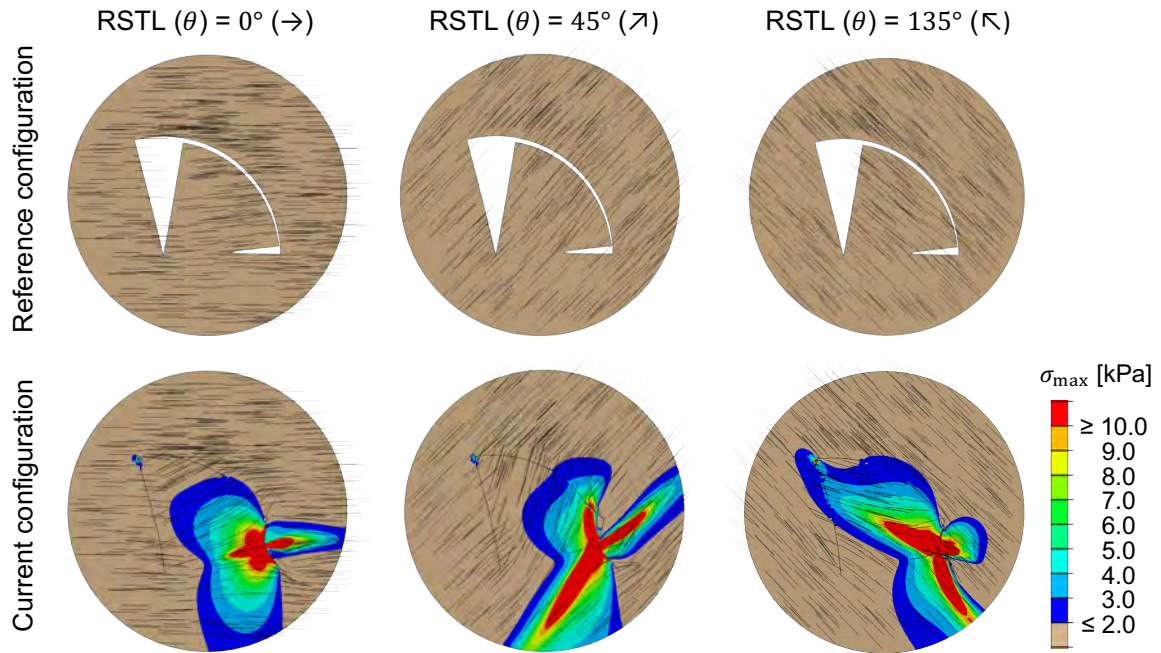 RSTL (θ) = 0° (→)
RSTL (θ) = 45° (↗)
RSTL (θ) = 135° (↖)
Reference configuration
Current configuration
σmax [kPa]
≥ 10.0
9.0
8.0
7.0
6.0
5.0
4.0
3.0
≤ 2.0